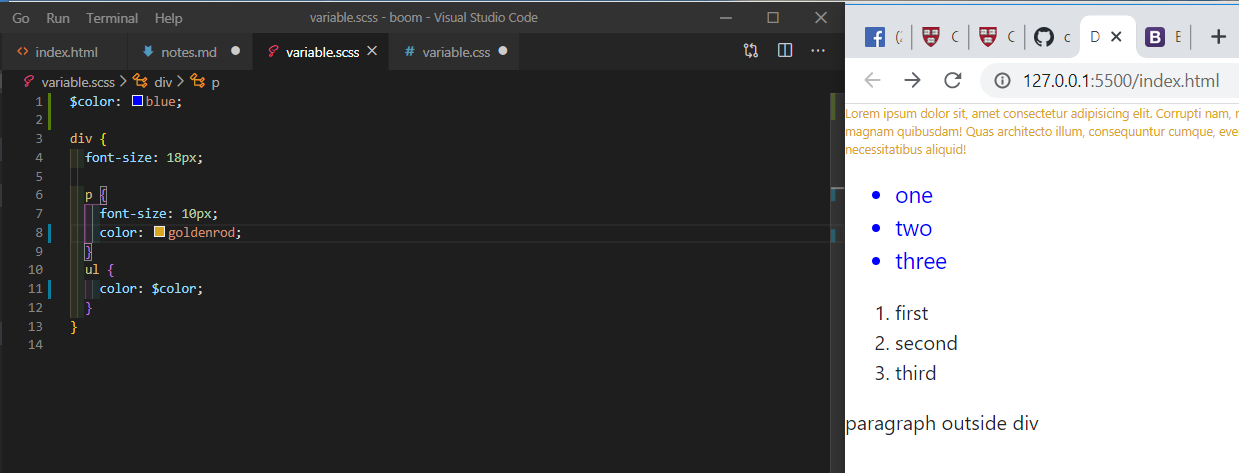 Go Run Terminal Help variable.scss - boom - Visual Studio Code
index.html notes.md variable.scss variable.css
variable.scss > div > p
1 $color: blue;
2
3 div {
4 font-size: 18px;
5
6 p {
7 font-size: 10px;
8 color: goldenrod;
9 }
10 ul {
11 color: $color;
12 }
13 }
14
D
127.0.0.1:5500/index.html
Lorem ipsum dolor sit, amet consectetur adipisicing elit. Corrupti nam,
magnam quibusdam! Quas architecto illum, consequuntur cumque, eve
necessitatibus aliquid!
• one
• two
• three
1. first
2. second
3. third
paragraph outside div